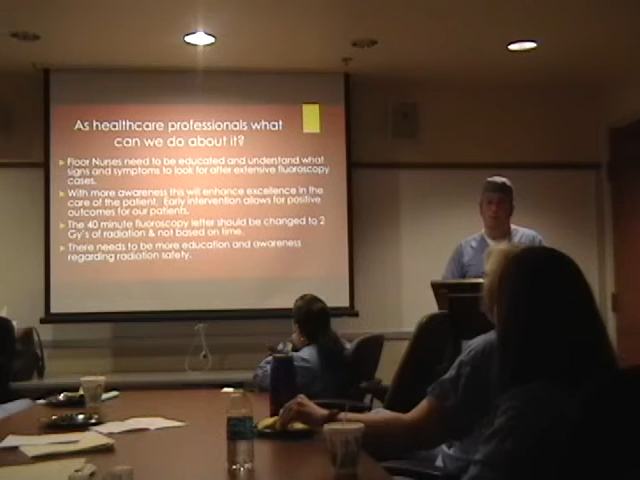 As healthcare professionals what
can we do about it?
Floor Nurses need to be educated and understand what
signs and symptoms to look for after extensive fluoroscopy
cases.
With more awareness this will enhance excellence in the
care of the patient. Early intervention allows for positive
outcomes for our patients.
The 40 minute fluoroscopy letter should be changed to 2
Gy's of radiation & not based on time.
There needs to be more education and awareness
regarding radiation safety.